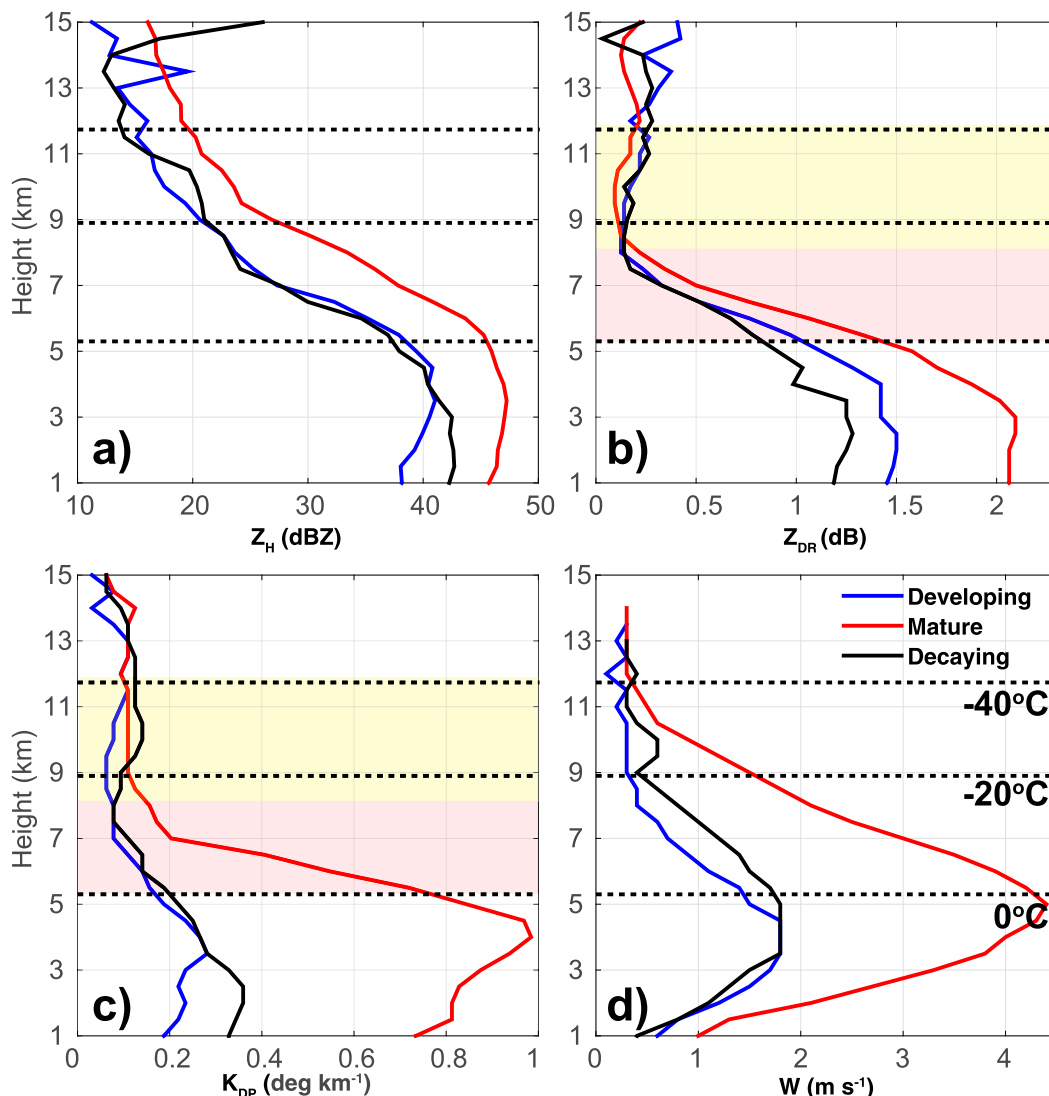 15
13
11
9
7
5
3
1
Height (km)
a)
10 20 30 40 50
Z_H (dBZ)
15
13
11
9
7
5
3
1
b)
0 0.5 1 1.5 2
Z_DR (dB)
15
13
11
9
7
5
3
1
Height (km)
c)
0 0.2 0.4 0.6 0.8 1
K_DP (deg km⁻¹)
15
13
11
9
7
5
3
1
Developing
Mature
Decaying
-40°C
-20°C
0°C
d)
0 1 2 3 4
W (m s⁻¹)